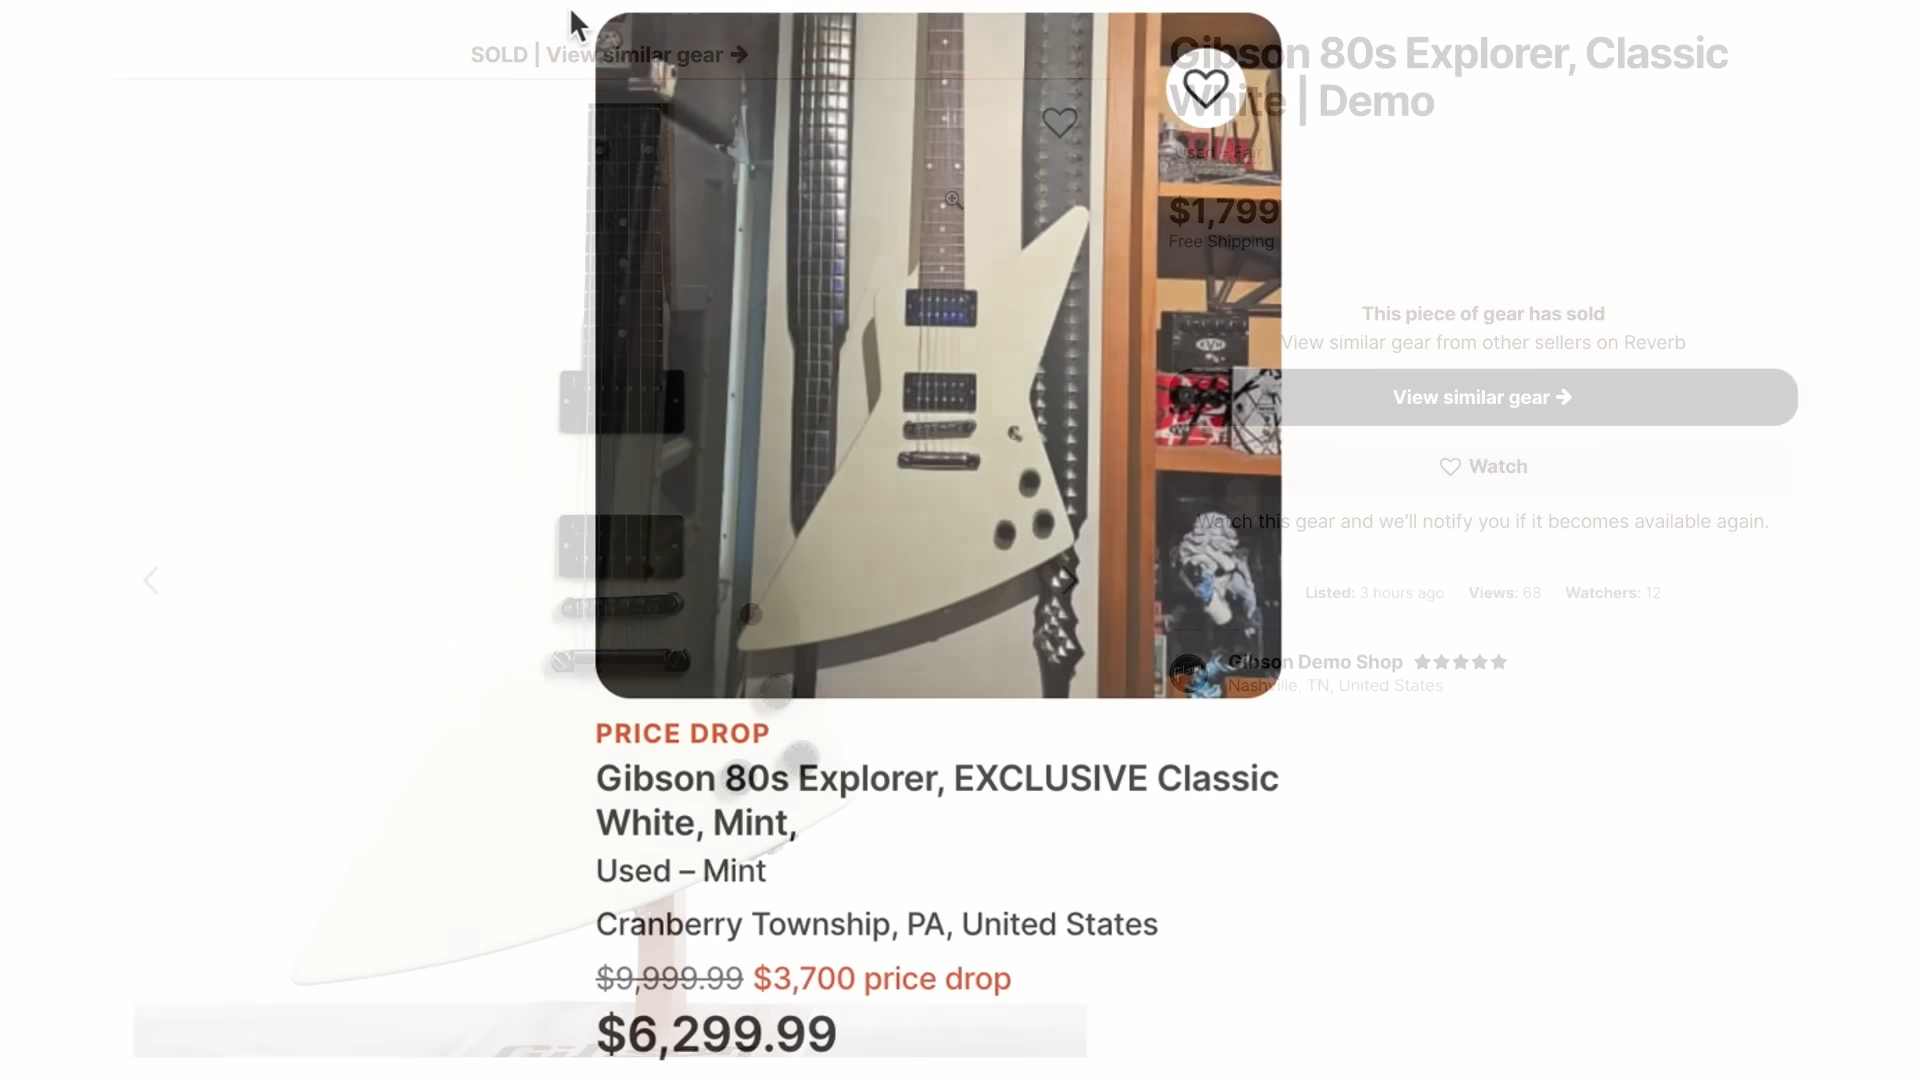 SOLD | View similar gear →
Gibson 80s Explorer, Classic
White | Demo
Used – Fair
$1,799
Free Shipping
This piece of gear has sold
View similar gear from other sellers on Reverb
View similar gear →
Watch
Watch this gear and we'll notify you if it becomes available again.
Listed: 3 hours ago Views: 68 Watchers: 12
Gibson Demo Shop ★★★★★
Nashville, TN, United States
EVH
PRICE DROP
Gibson 80s Explorer, EXCLUSIVE Classic
White, Mint,
Used – Mint
Cranberry Township, PA, United States
$9,999.99 $3,700 price drop
$6,299.99